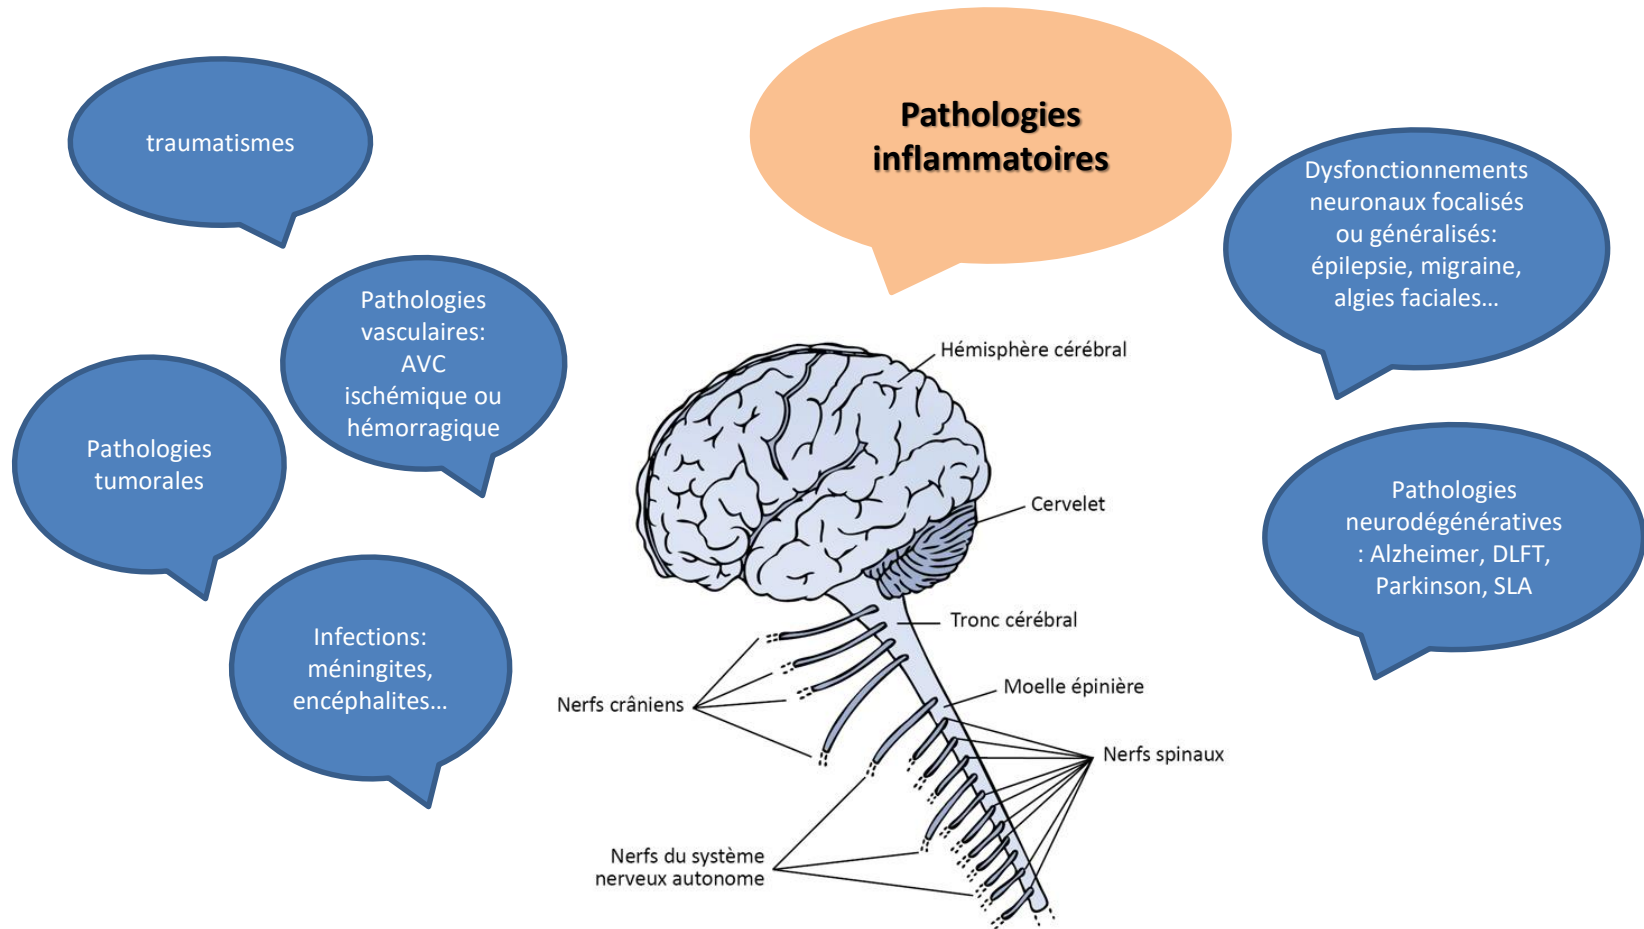 traumatismes
Pathologies
inflammatoires
Dysfonctionnements
neuronaux focalisés
ou généralisés:
épilepsie, migraine,
algies faciales…
Pathologies
vasculaires:
AVC
ischémique ou
hémorragique
Pathologies
tumorales
Infections:
méningites,
encéphalites…
Pathologies
neurodégénératives
: Alzheimer, DLFT,
Parkinson, SLA
Hémisphère cérébral
Cervelet
Tronc cérébral
Moelle épinière
Nerfs crâniens
Nerfs spinaux
Nerfs du système
nerveux autonome